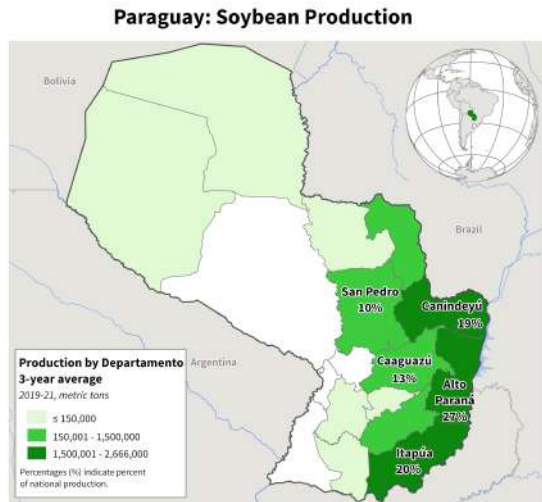 Paraguay: Soybean Production
Bolivia
Brazil
San Pedro
10%
Canindeyú
19%
Caaguazú
13%
Argentina
Alto
Paraná
27%
Itapúa
20%
Production by Departamento
3-year average
2019-21, metric tons
≤ 150,000
150,001 - 1,500,000
1,500,001 - 2,666,000
Percentages (%) indicate percent
of national production.